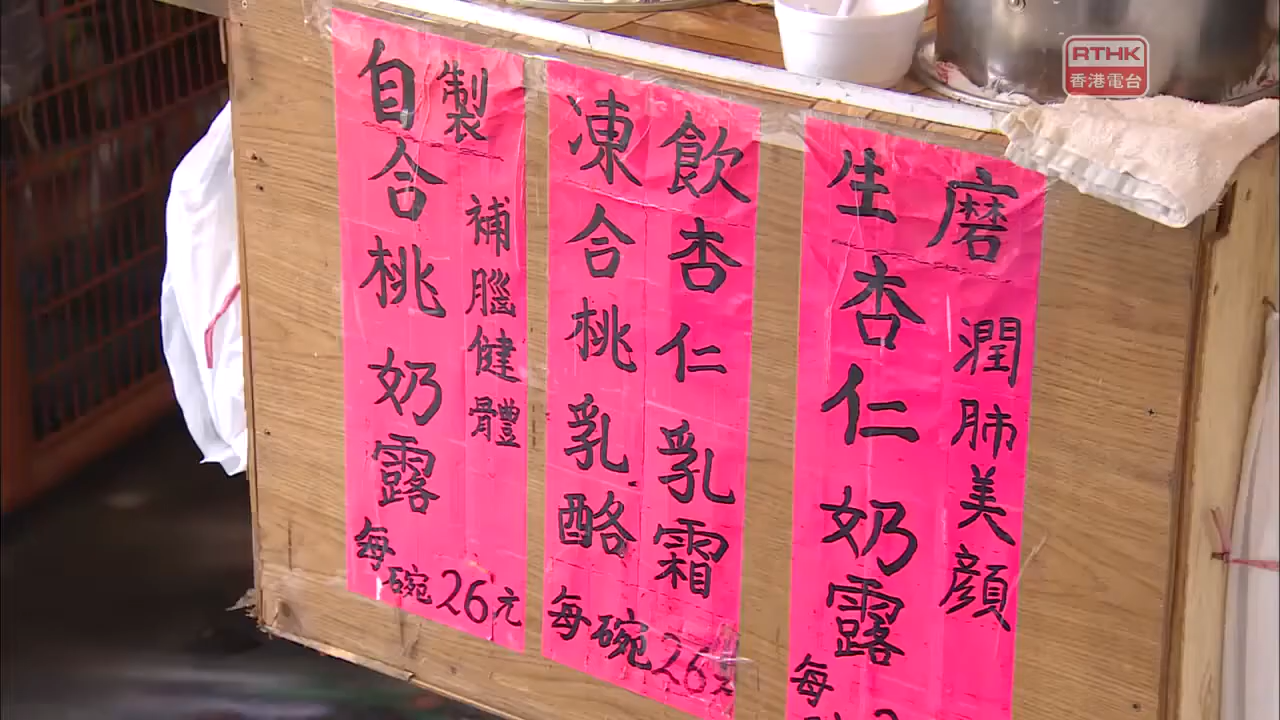 RTHK
香港電台
自製
合桃奶露
補腦健體
每碗26元
凍飲
合桃乳酪
杏仁乳霜
每碗26元
生磨
杏仁奶露
潤肺美顏
每